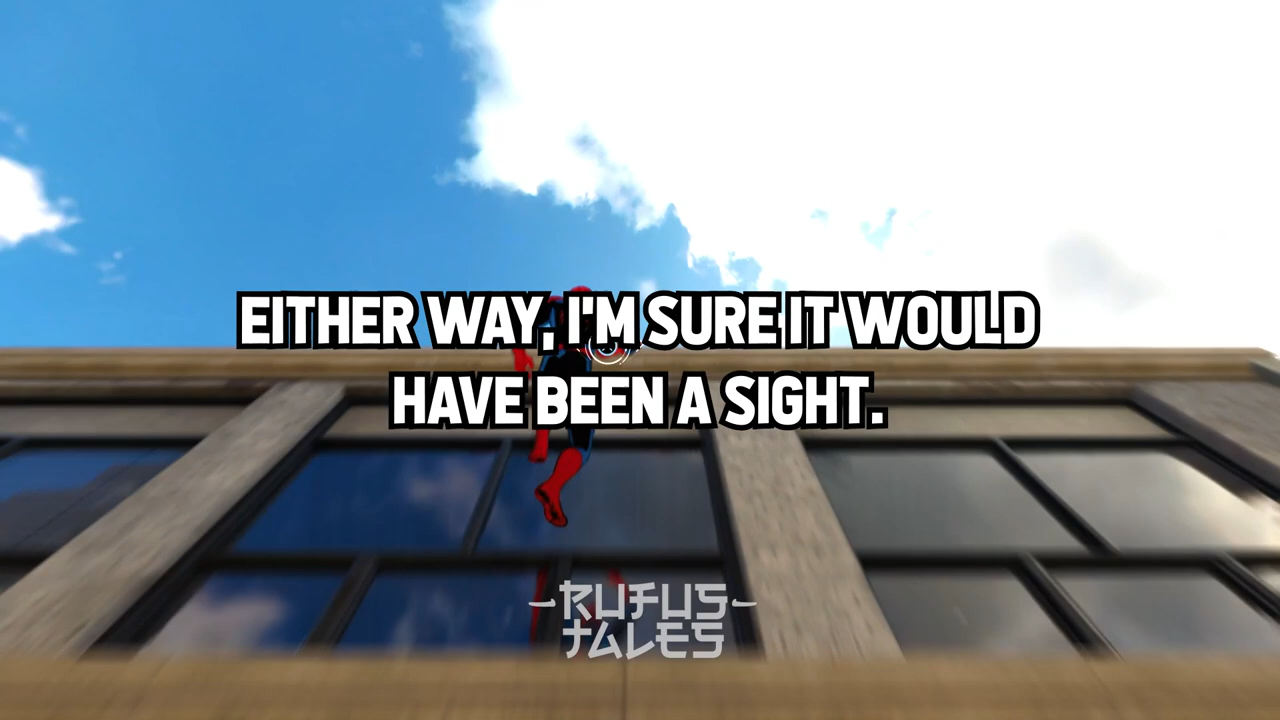 EITHER WAY, I'M SURE IT WOULD
HAVE BEEN A SIGHT.
RUFUS
TALES